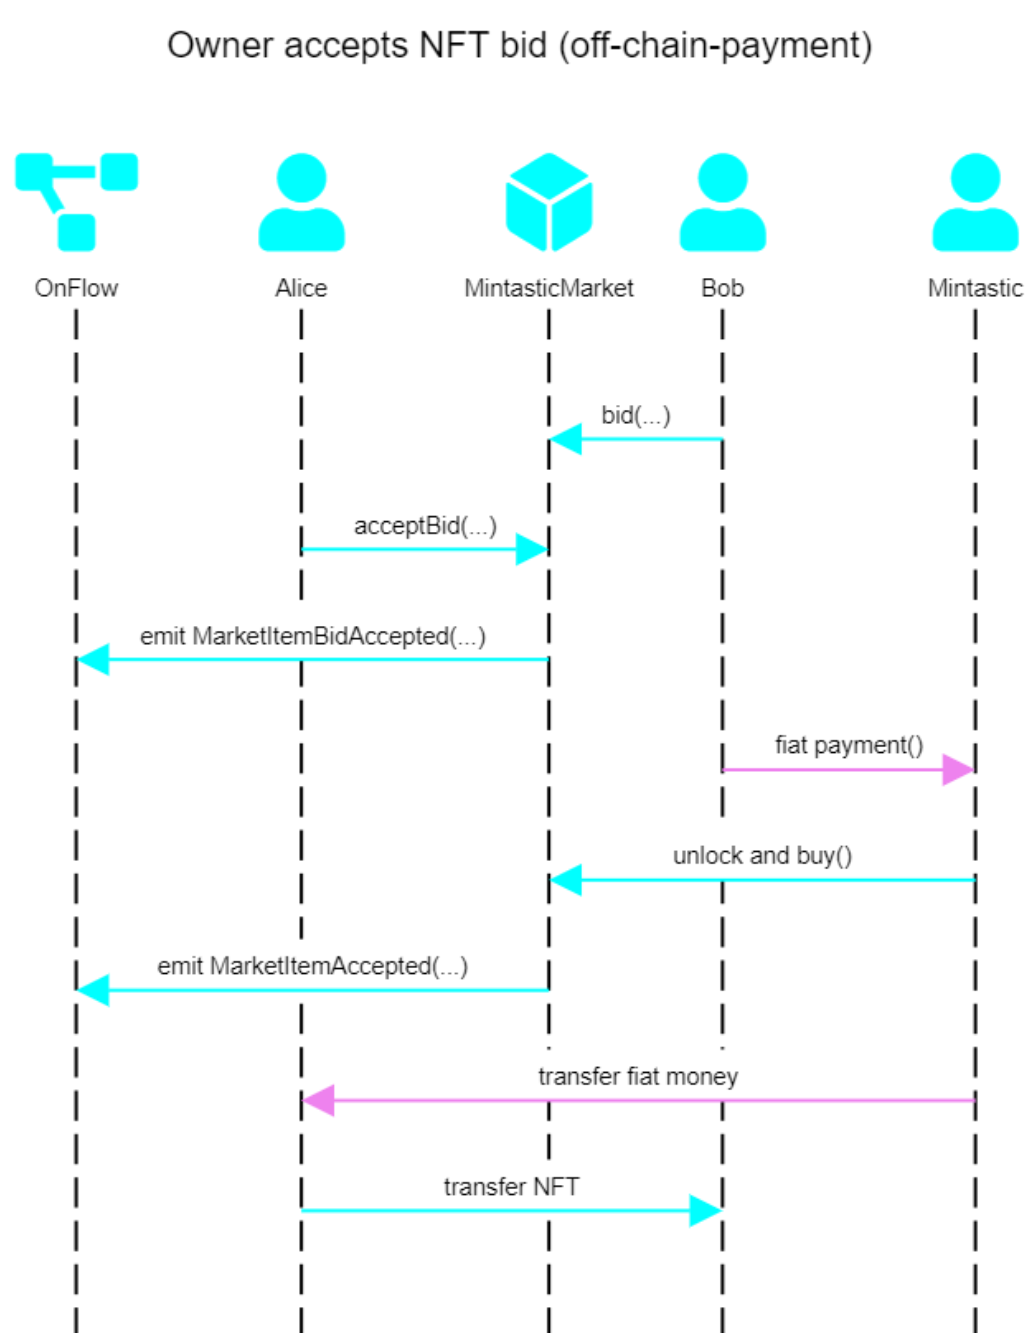 Owner accepts NFT bid (off-chain-payment)
OnFlow
Alice
MintasticMarket
Bob
Mintastic
bid(...)
acceptBid(...)
emit MarketItemBidAccepted(...)
fiat payment()
unlock and buy()
emit MarketItemAccepted(...)
transfer fiat money
transfer NFT